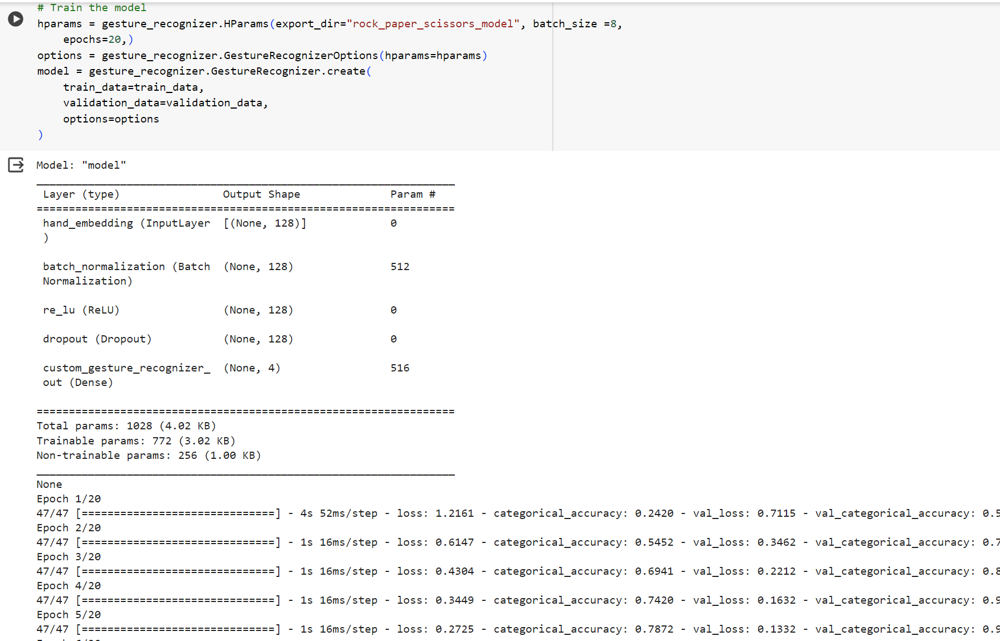 # Train the model
hparams = gesture_recognizer.HParams(export_dir="rock_paper_scissors_model", batch_size =8,
    epochs=20,)
options = gesture_recognizer.GestureRecognizerOptions(hparams=hparams)
model = gesture_recognizer.GestureRecognizer.create(
    train_data=train_data,
    validation_data=validation_data,
    options=options
)
Model: "model"
_________________________________________________________________
 Layer (type)                Output Shape              Param #
=================================================================
 hand_embedding (InputLayer  [(None, 128)]             0
 )
 batch_normalization (Batch  (None, 128)               512
 Normalization)
 re_lu (ReLU)                (None, 128)               0
 dropout (Dropout)           (None, 128)               0
 custom_gesture_recognizer_  (None, 4)                 516
 out (Dense)
=================================================================
Total params: 1028 (4.02 KB)
Trainable params: 772 (3.02 KB)
Non-trainable params: 256 (1.00 KB)
_________________________________________________________________
None
Epoch 1/20
47/47 [==============================] - 4s 52ms/step - loss: 1.2161 - categorical_accuracy: 0.2420 - val_loss: 0.7115 - val_categorical_accuracy: 0.5
Epoch 2/20
47/47 [==============================] - 1s 16ms/step - loss: 0.6147 - categorical_accuracy: 0.5452 - val_loss: 0.3462 - val_categorical_accuracy: 0.7
Epoch 3/20
47/47 [==============================] - 1s 16ms/step - loss: 0.4304 - categorical_accuracy: 0.6941 - val_loss: 0.2212 - val_categorical_accuracy: 0.8
Epoch 4/20
47/47 [==============================] - 1s 16ms/step - loss: 0.3449 - categorical_accuracy: 0.7420 - val_loss: 0.1632 - val_categorical_accuracy: 0.9
Epoch 5/20
47/47 [==============================] - 1s 16ms/step - loss: 0.2725 - categorical_accuracy: 0.7872 - val_loss: 0.1332 - val_categorical_accuracy: 0.9